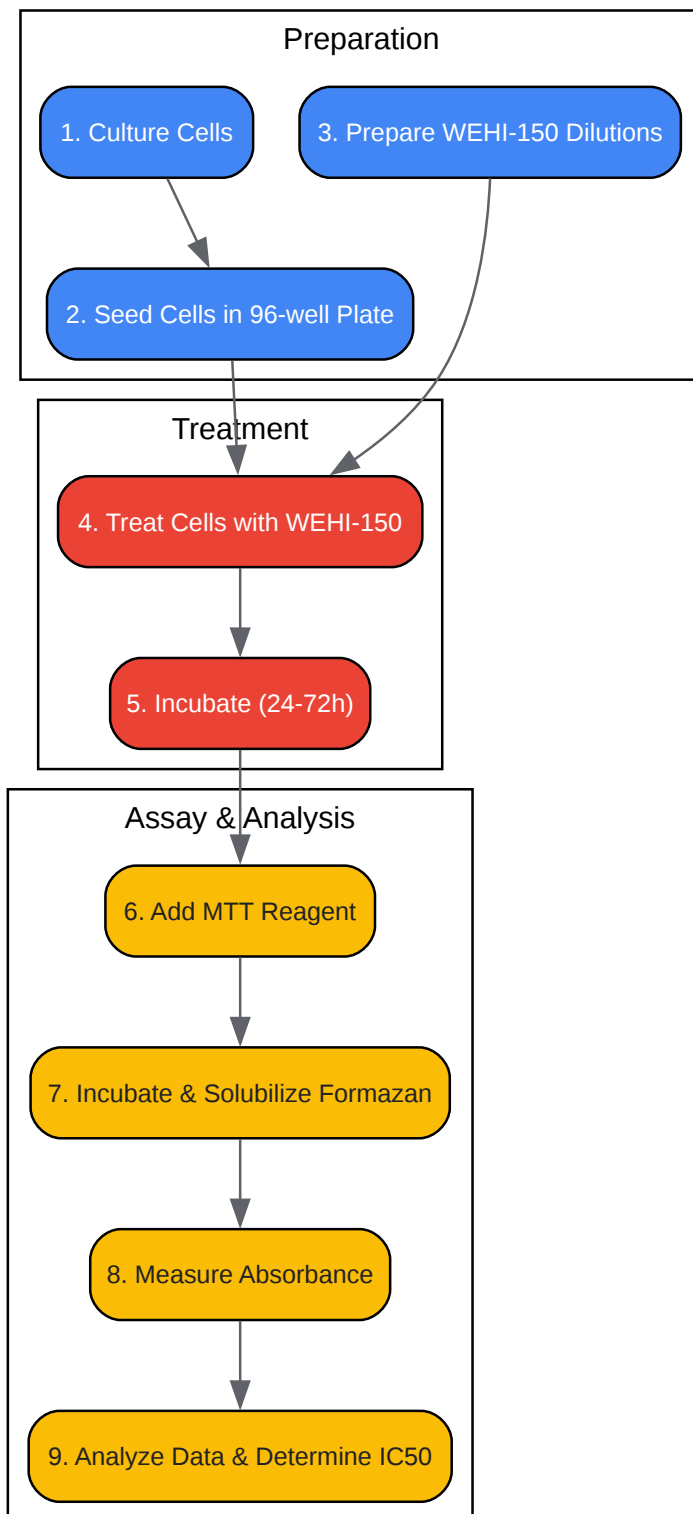 Preparation
1. Culture Cells
3. Prepare WEHI-150 Dilutions
2. Seed Cells in 96-well Plate
Treatment
4. Treat Cells with WEHI-150
5. Incubate (24-72h)
Assay & Analysis
6. Add MTT Reagent
7. Incubate & Solubilize Formazan
8. Measure Absorbance
9. Analyze Data & Determine IC50